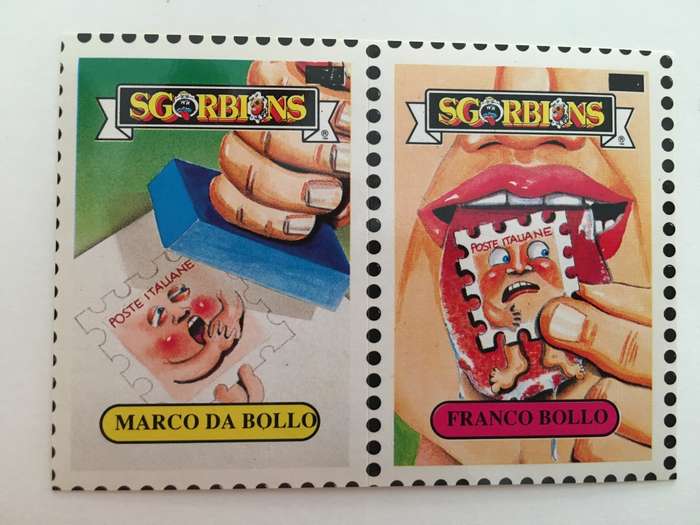 SGORBIONS
®
POSTE ITALIANE
MARCO DA BOLLO
SGORBIONS
®
POSTE ITALIANE
FRANCO BOLLO